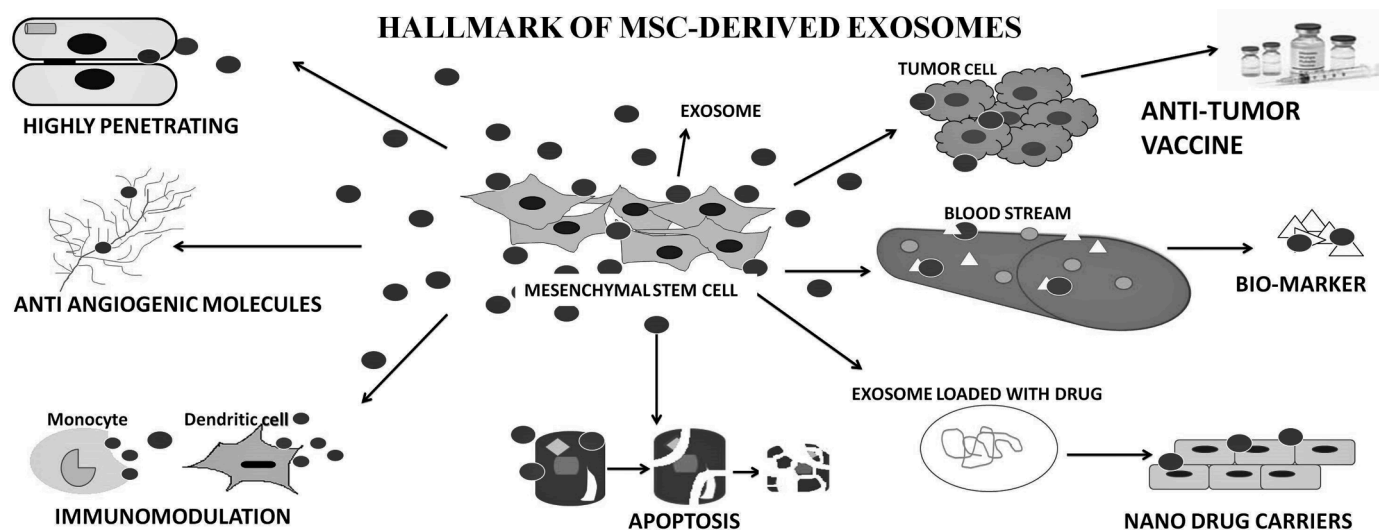 HALLMARK OF MSC-DERIVED EXOSOMES
HIGHLY PENETRATING
EXOSOME
TUMOR CELL
ANTI-TUMOR
VACCINE
ANTI ANGIOGENIC MOLECULES
MESENCHYMAL STEM CELL
BLOOD STREAM
BIO-MARKER
Monocyte
Dendritic cell
IMMUNOMODULATION
APOPTOSIS
EXOSOME LOADED WITH DRUG
NANO DRUG CARRIERS